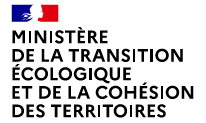 MINISTÈRE
DE LA TRANSITION
ÉCOLOGIQUE
ET DE LA COHÉSION
DES TERRITOIRES